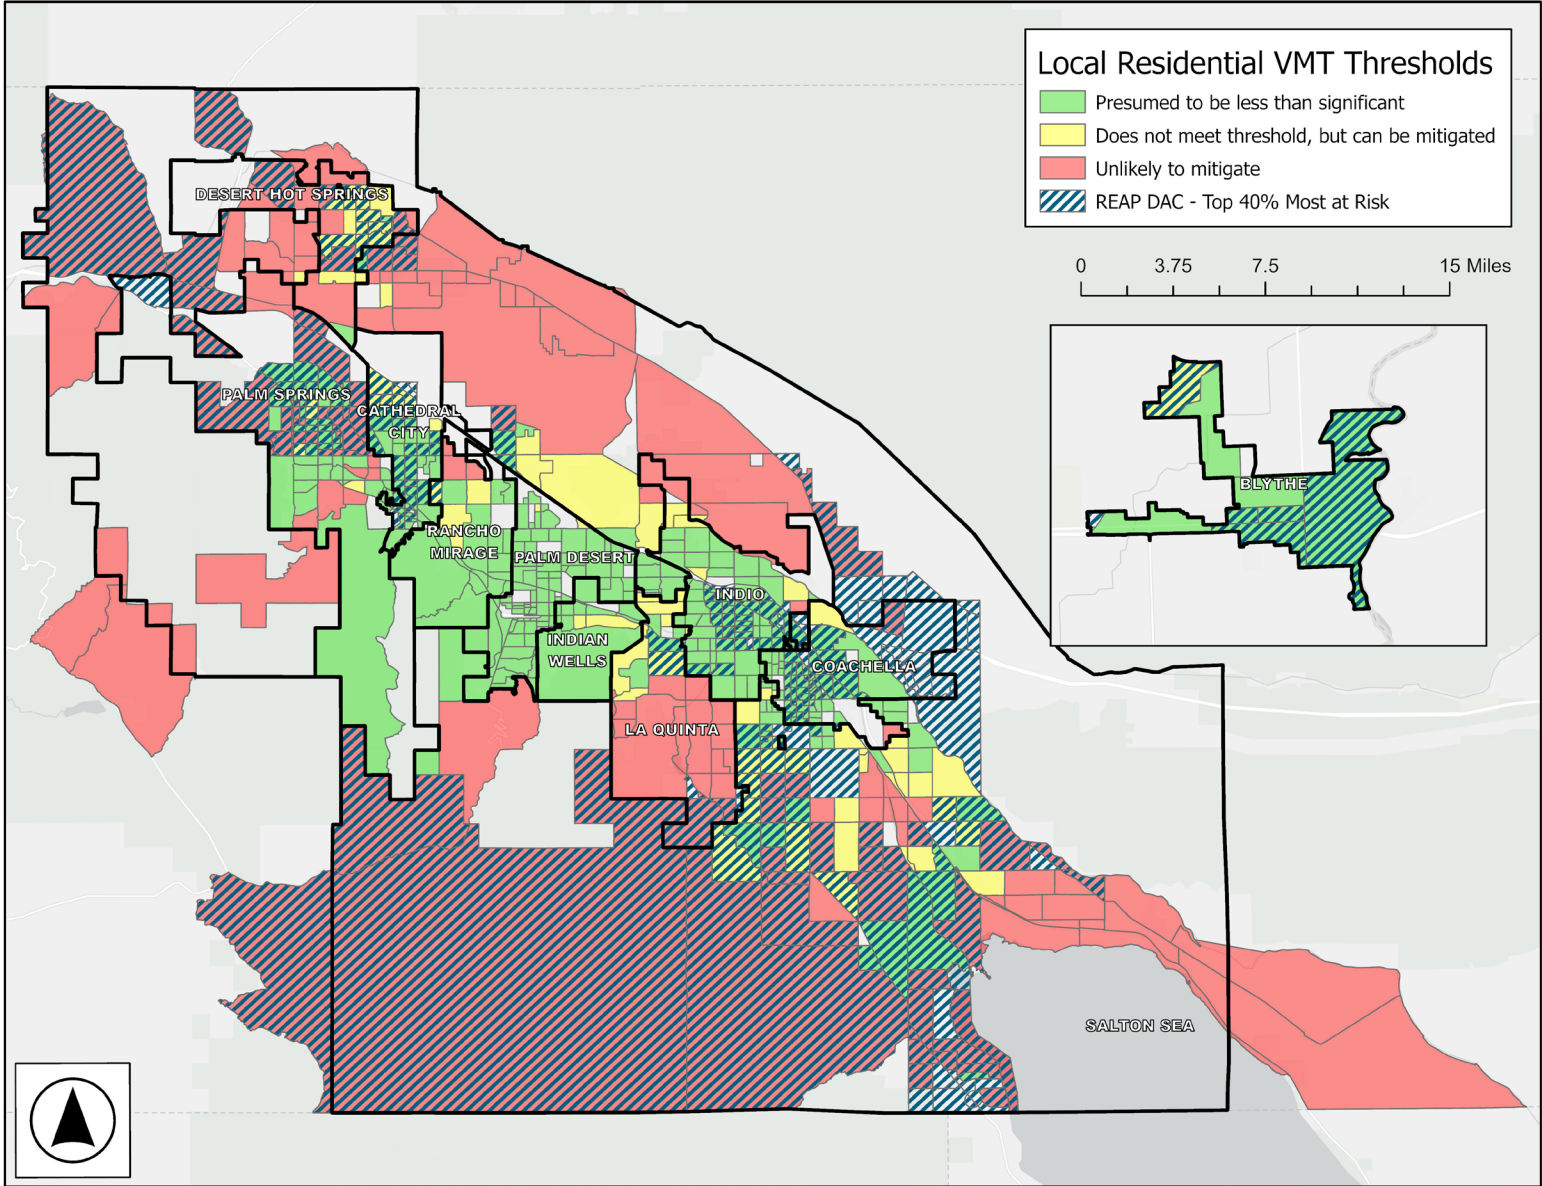 Local Residential VMT Thresholds
Presumed to be less than significant
Does not meet threshold, but can be mitigated
Unlikely to mitigate
REAP DAC - Top 40% Most at Risk
0 3.75 7.5 15 Miles
DESERT HOT SPRINGS
PALM SPRINGS
CATHEDRAL
CITY
BLYTHE
RANCHO
MIRAGE
PALM DESERT
INDIO
INDIAN
WELLS
COACHELLA
LA QUINTA
SALTON SEA